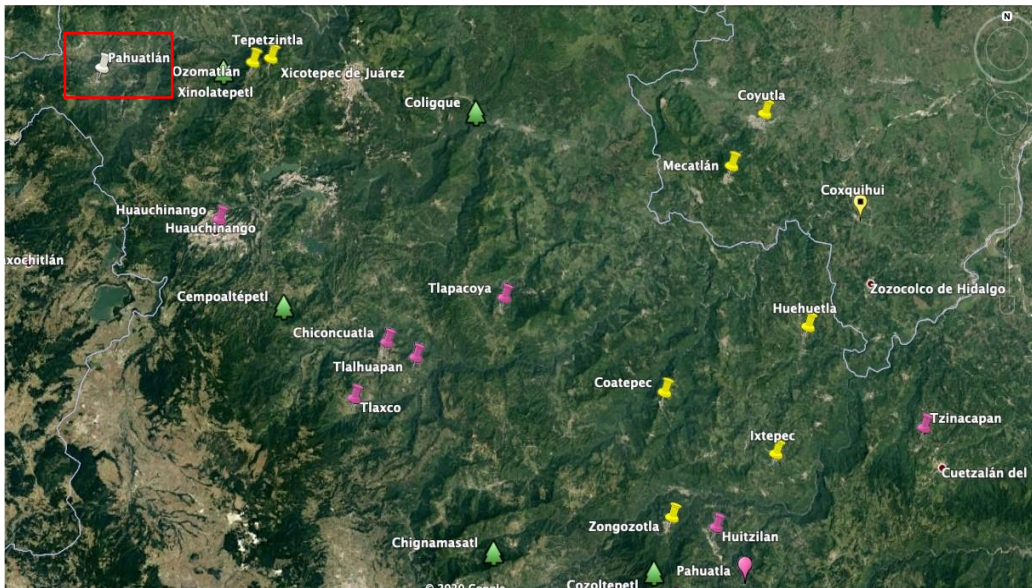 N
Tepetzintla
Pahuatlán
Ozomatlán
Xicotepec de Juárez
Xinolatepetl
Coligque
Coyutla
Mecatlán
Coxquihui
Huauchinango
Huauchinango
axochitlán
Tlapacoya
Zozocolco de Hidalgo
Cempoaltépetl
Huehuetla
Chiconcuatla
Tlalhuapan
Coatepec
Tlaxco
Tzinacapan
Ixtepec
Cuetzalán del
Zongozotla
Huitzilan
Chignamasatl
Pahuatla
Cozoltepetl
© 2020 Google